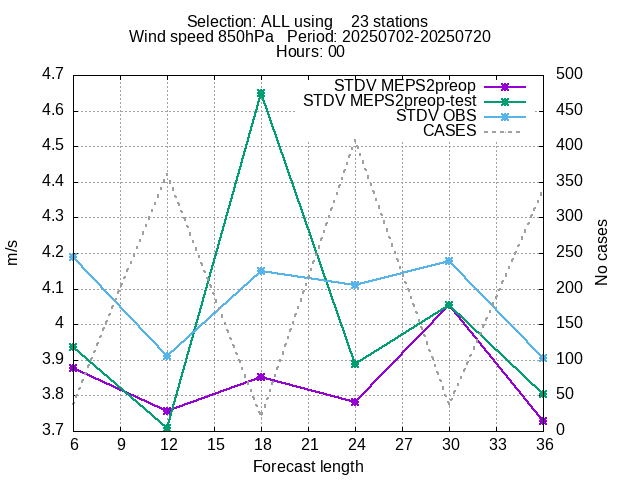 Selection: ALL using 23 stations
Wind speed 850hPa Period: 20250702-20250720
Hours: 00
4.7
4.6
4.5
4.4
4.3
4.2
4.1
4
3.9
3.8
3.7
m/s
STDV MEPS2preop
STDV MEPS2preop-test
STDV OBS
CASES
500
450
400
350
300
250
200
150
100
50
0
No cases
6 9 12 15 18 21 24 27 30 33 36
Forecast length